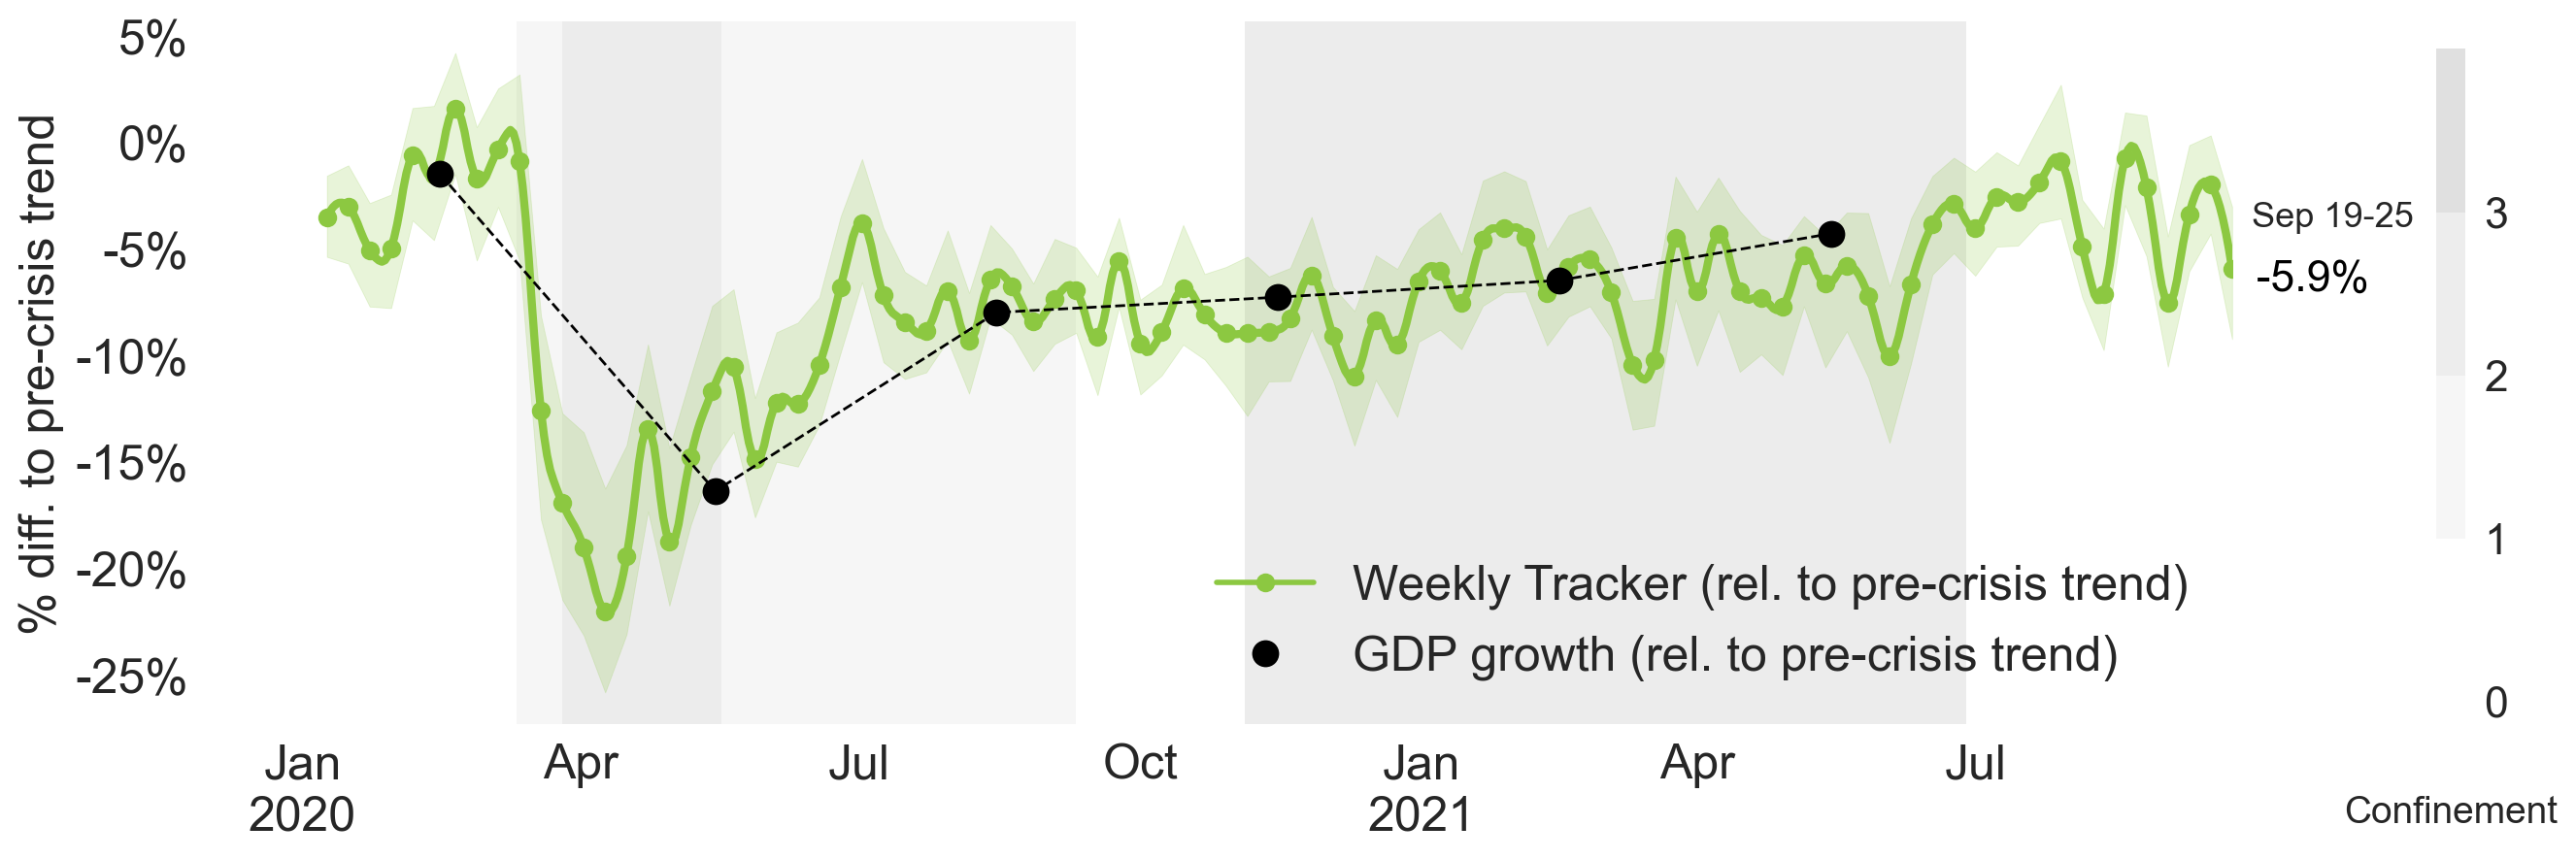 % diff. to pre-crisis trend
5%
0%
-5%
-10%
-15%
-20%
-25%
Jan
2020
Apr
Jul
Oct
Jan
2021
Apr
Jul
Weekly Tracker (rel. to pre-crisis trend)
GDP growth (rel. to pre-crisis trend)
Sep 19-25
-5.9%
3
2
1
0
Confinement